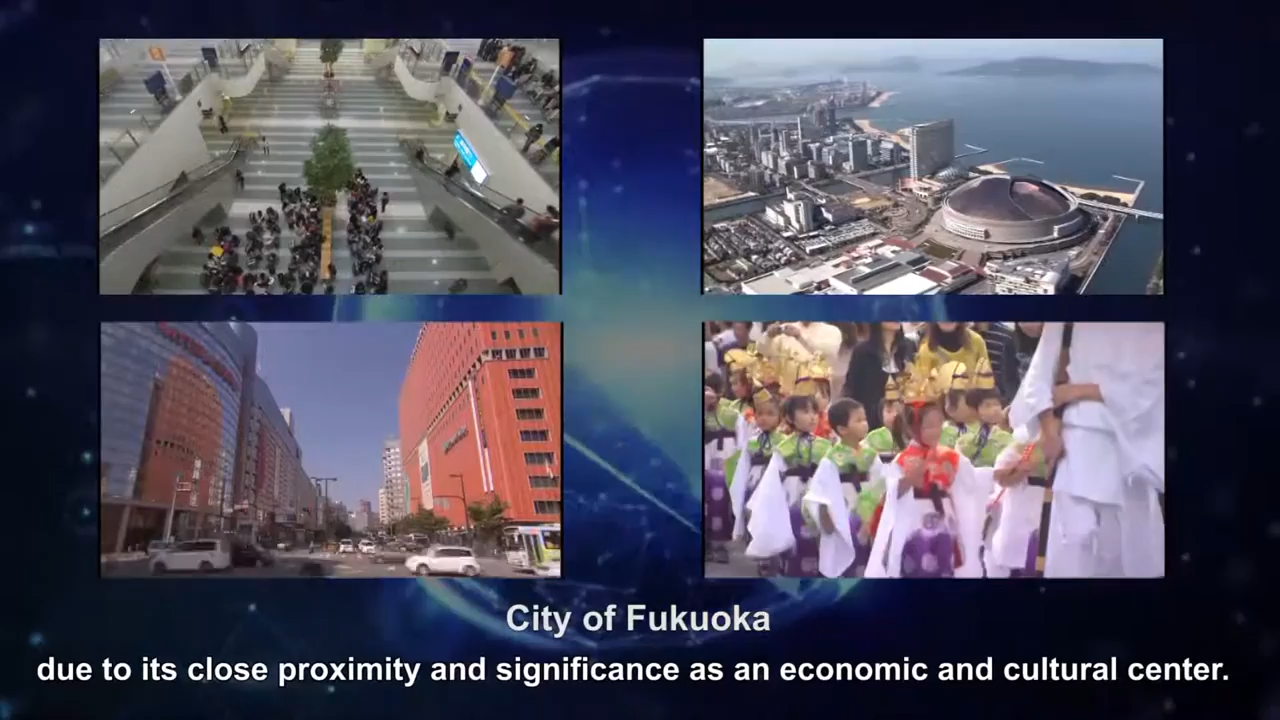 City of Fukuoka
due to its close proximity and significance as an economic and cultural center.